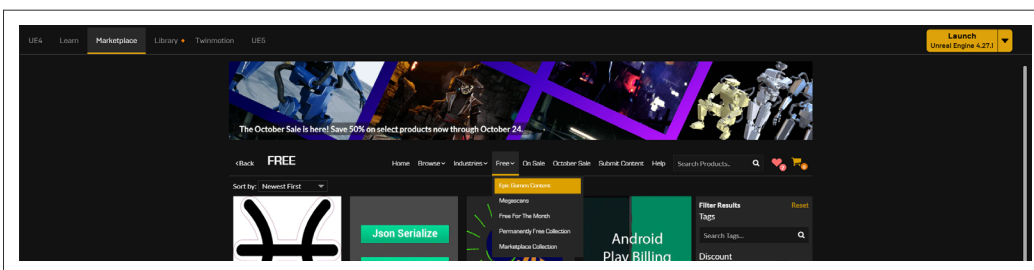 UE4 Learn Marketplace Library Twinmotion UE5
Launch
Unreal Engine 4.27.1
The October Sale is here! Save 50% on select products now through October 24.
‹Back FREE Home Browse Industries Free On Sale October Sale Submit Content Help Search Products..
Sort by: Newest First
Epic Games Content
Megascans
Free For The Month
Permanently Free Collection
Marketplace Collection
Json Serialize
Android
Play Billing
Filter Results Reset
Tags
Search Tags...
Discount